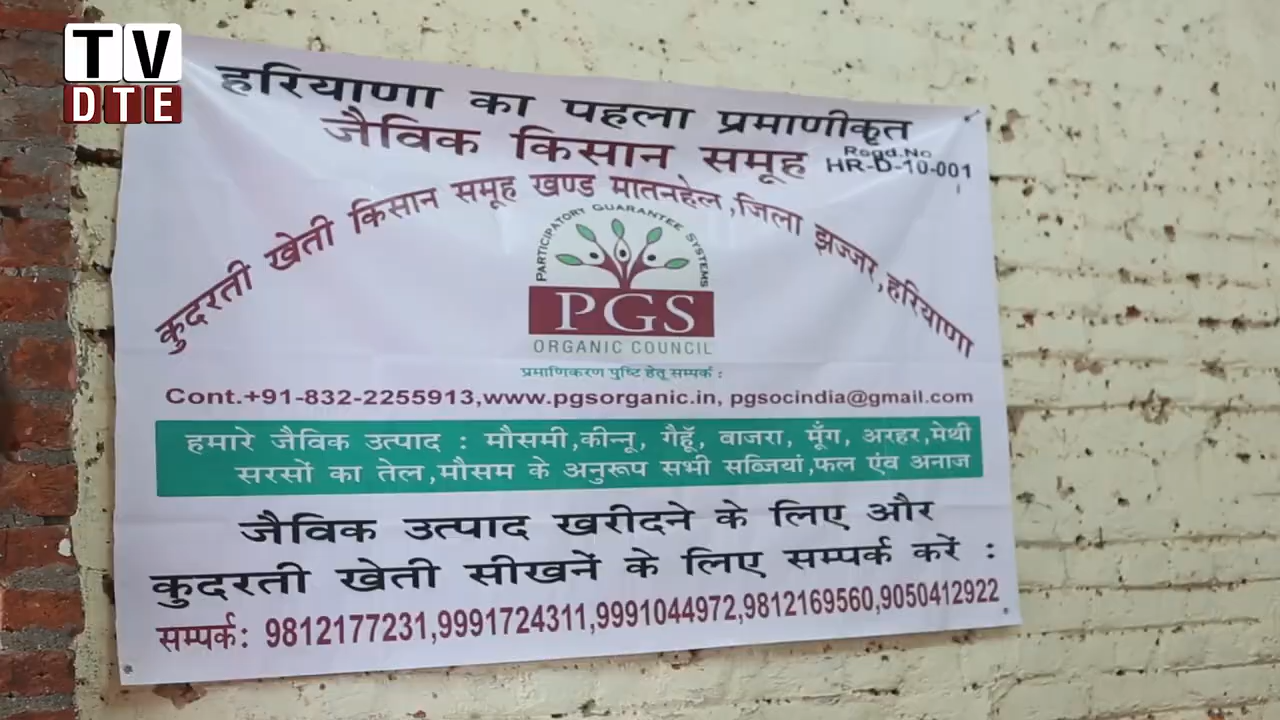 TV
DTE
हरियाणा का पहला प्रमाणीकृत
जैविक किसान समूह
Regd.No
HR-D-10-001
कुदरती खेती किसान समूह खण्ड मातनहेल,जिला झज्जर,हरियाणा
PARTICIPATORY GUARANTEE SYSTEMS
PGS
ORGANIC COUNCIL
प्रमाणिकरण पुष्टि हेतू सम्पर्क :
Cont.+91-832-2255913,www.pgsorganic.in, pgsocindia@gmail.com
हमारे जैविक उत्पाद : मौसमी,कीन्नू, गैहूँ, वाजरा, मूँग, अरहर,मेथी
सरसों का तेल,मौसम के अनुरूप सभी सब्जियां,फल एंव अनाज
जैविक उत्पाद खरीदने के लिए और
कुदरती खेती सीखनें के लिए सम्पर्क करें :
सम्पर्क: 9812177231,9991724311,9991044972,9812169560,9050412922